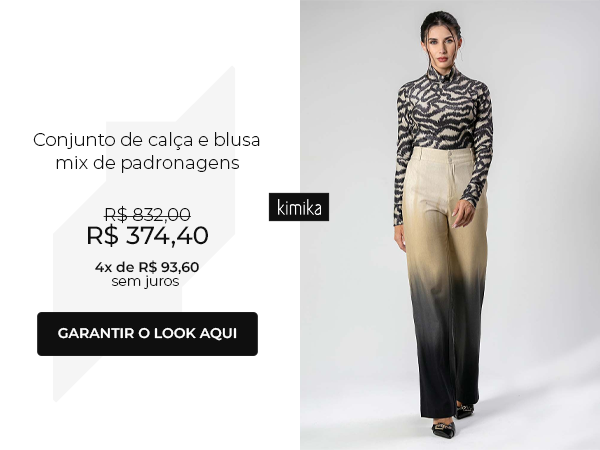 Conjunto de calça e blusa
mix de padronagens
R$ 832,00
R$ 374,40
4x de R$ 93,60
sem juros
GARANTIR O LOOK AQUI
kimika